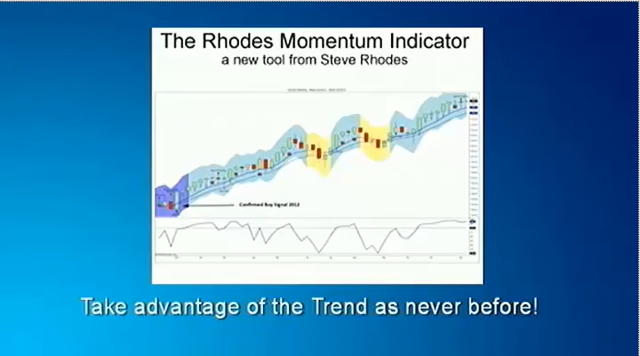 The Rhodes Momentum Indicator
a new tool from Steve Rhodes
Confirmed Buy Signal 2012
Take advantage of the Trend as never before!